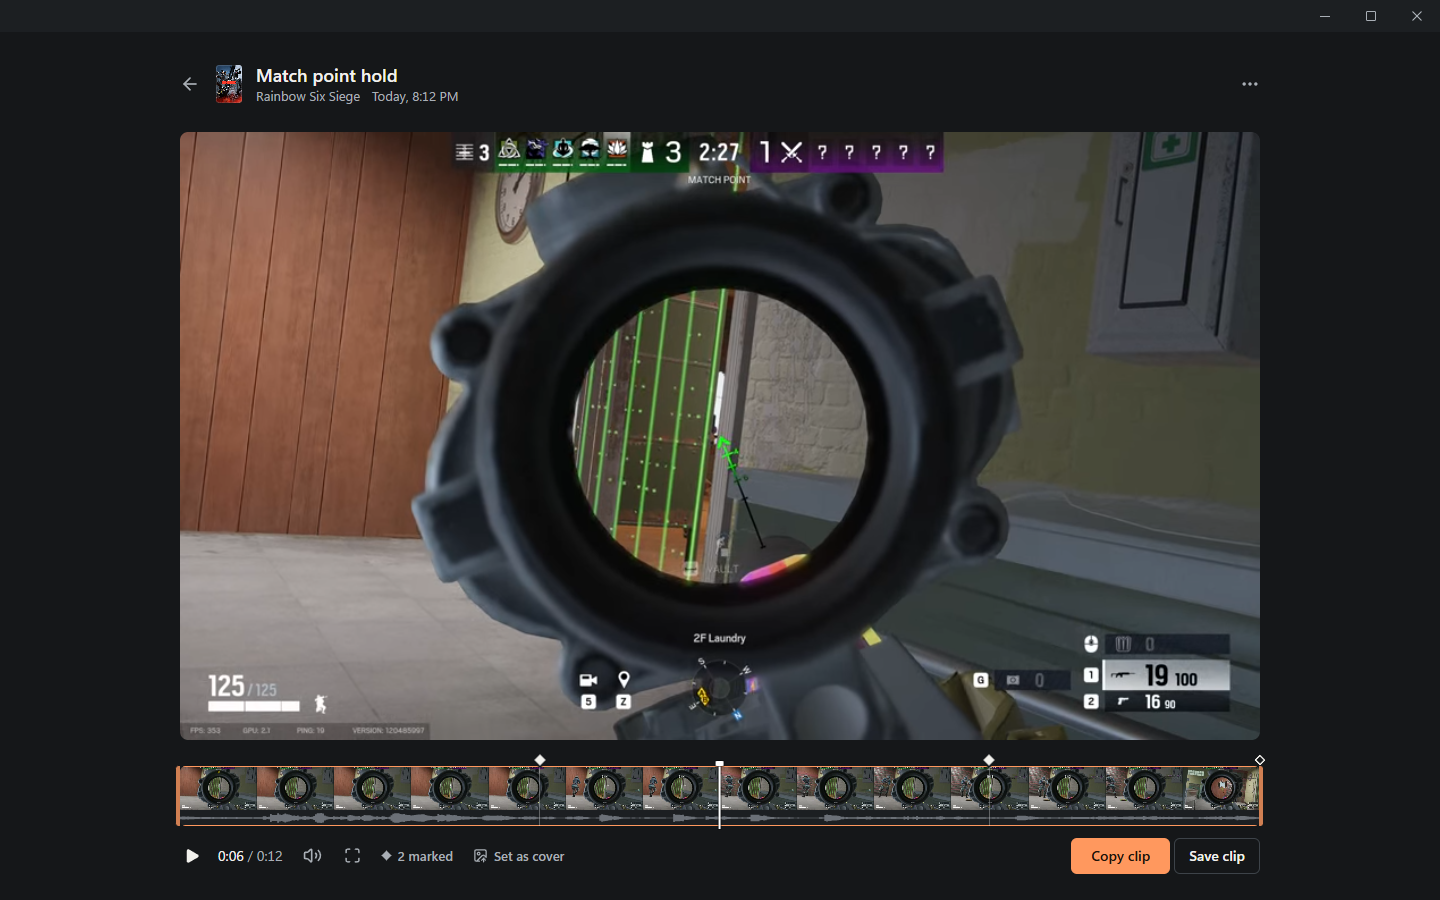 Match point hold
Rainbow Six Siege Today, 8:12 PM
3 3 2:27 1 ? ? ? ? ?
MATCH POINT
VAULT
2F Laundry
S W
E N
0
G 0
1 19 100
2 16 90
125 / 125
5 Z
FPS: 353 GPU: 2.1 PING: 19 VERSION: 120485997
0:06 / 0:12
2 marked
Set as cover
Copy clip
Save clip